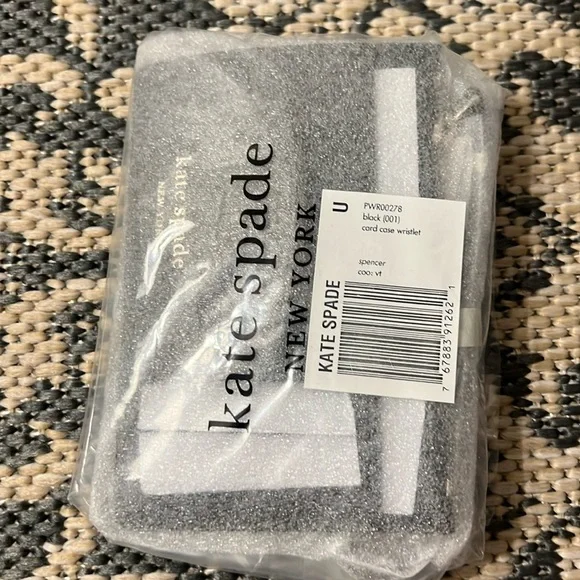 kate spade
NEW YORK
kate spade
NEW YORK
U
PWR00278
black (001)
card case wristlet
spencer
coo: vt
KATE SPADE
7 67883 91262 1